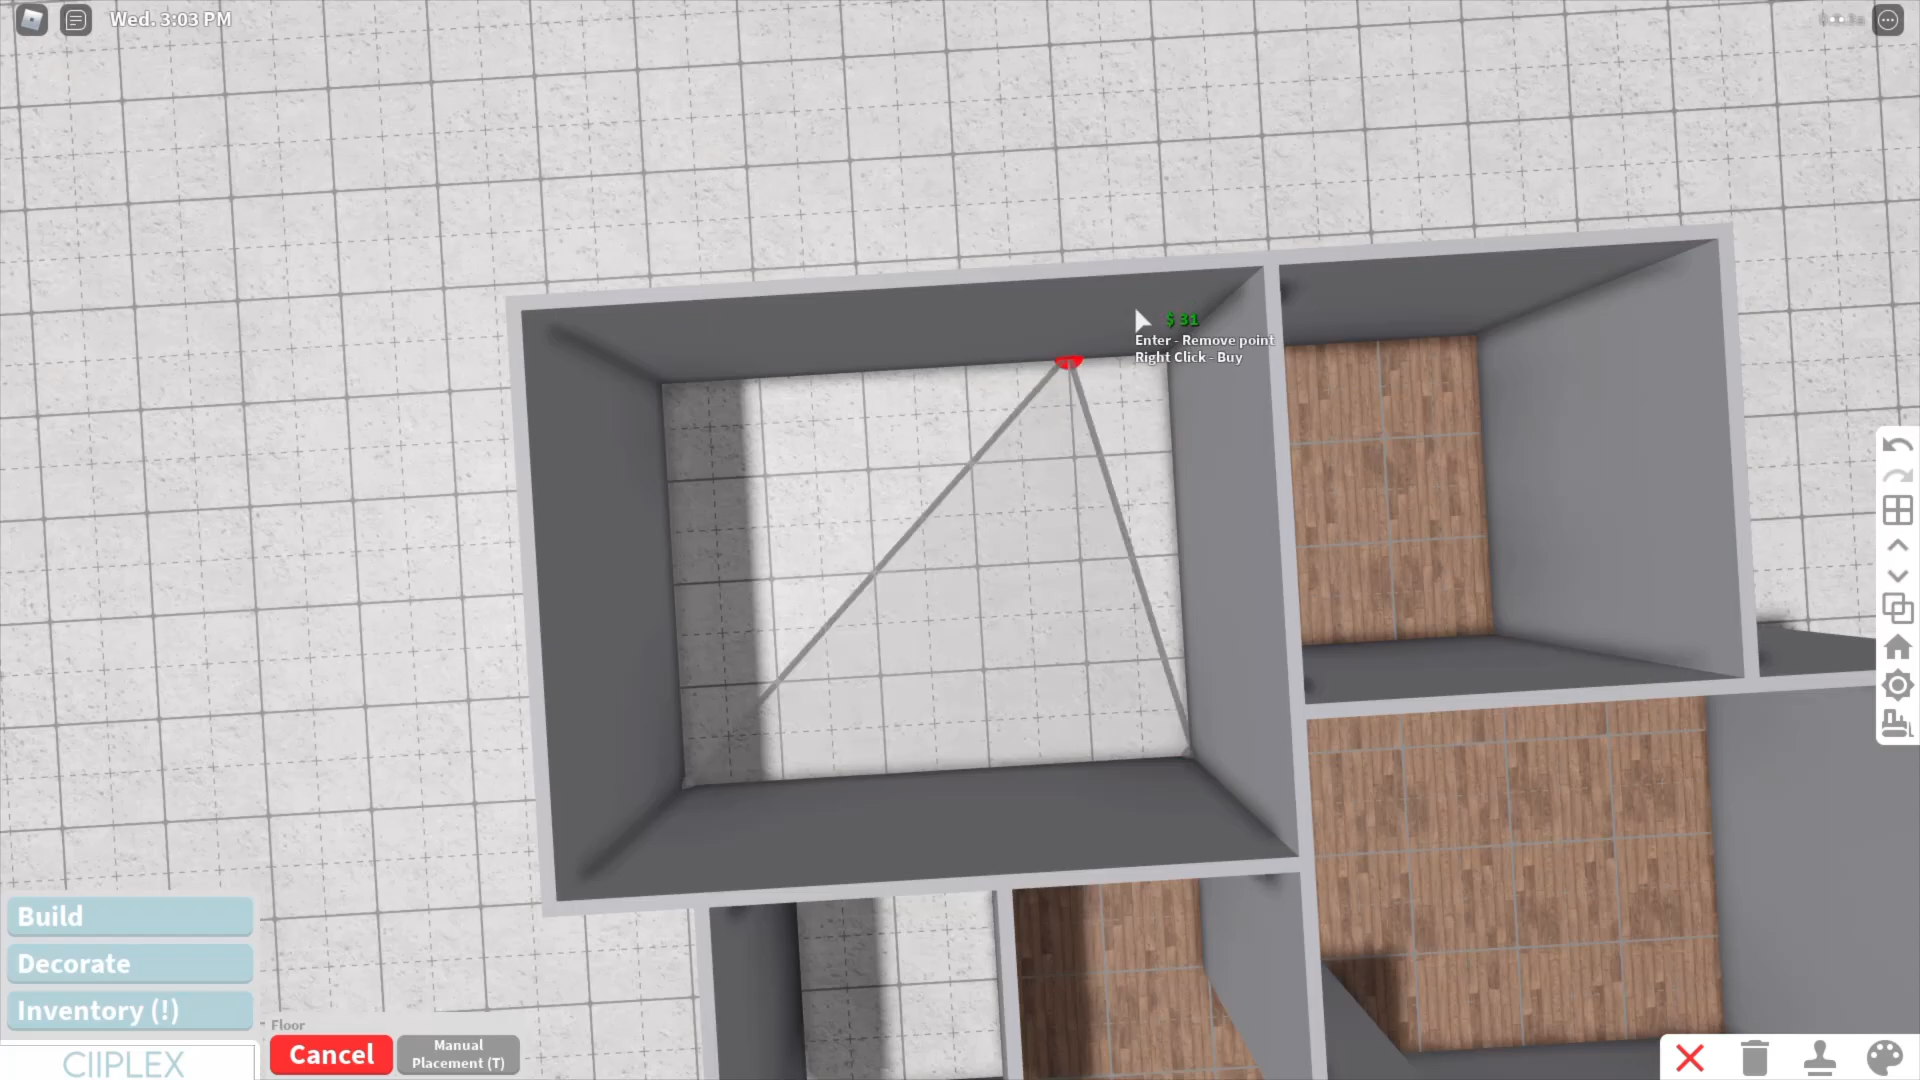 Wed. 3:03 PM
$ 31
Enter - Remove point
Right Click - Buy
Build
Decorate
Inventory (!)
Floor
Cancel
Manual
Placement (T)
CIIPLEX